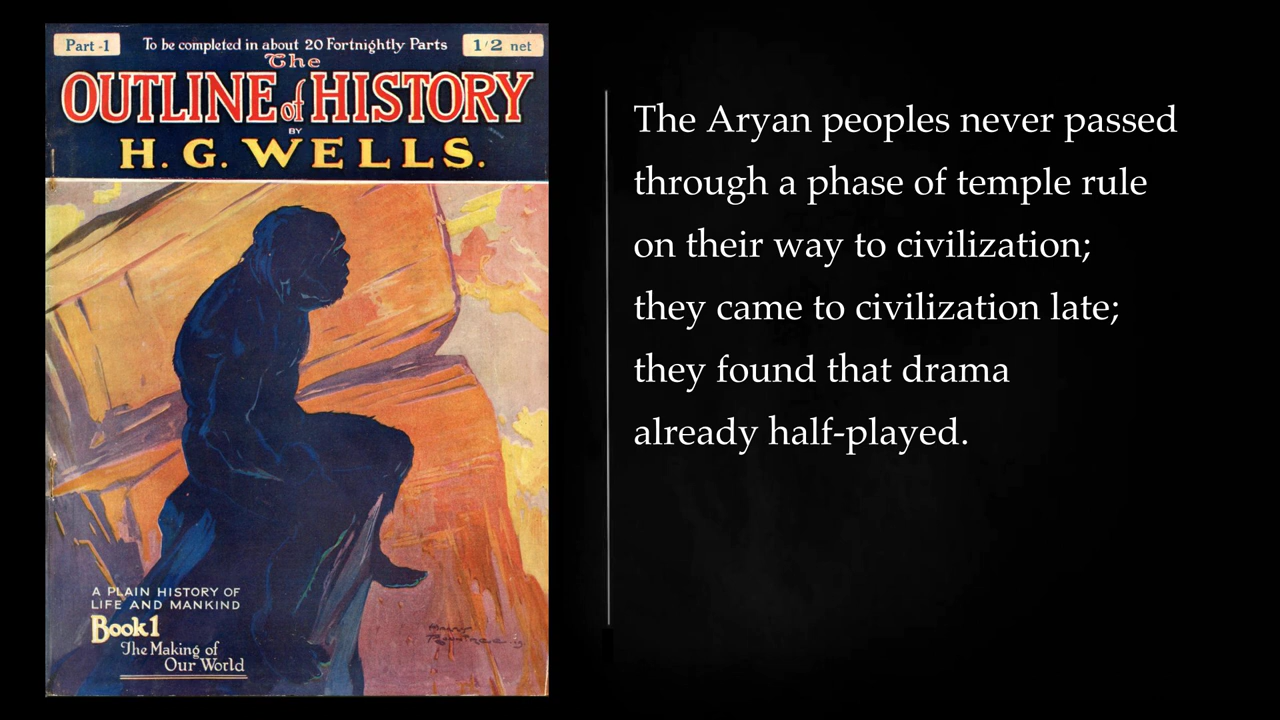 Part -1
To be completed in about 20 Fortnightly Parts
1/2 net
The
OUTLINE of HISTORY
BY
H. G. WELLS.
A PLAIN HISTORY OF
LIFE AND MANKIND
Book 1
The Making of
Our World
The Aryan peoples never passed
through a phase of temple rule
on their way to civilization;
they came to civilization late;
they found that drama
already half-played.